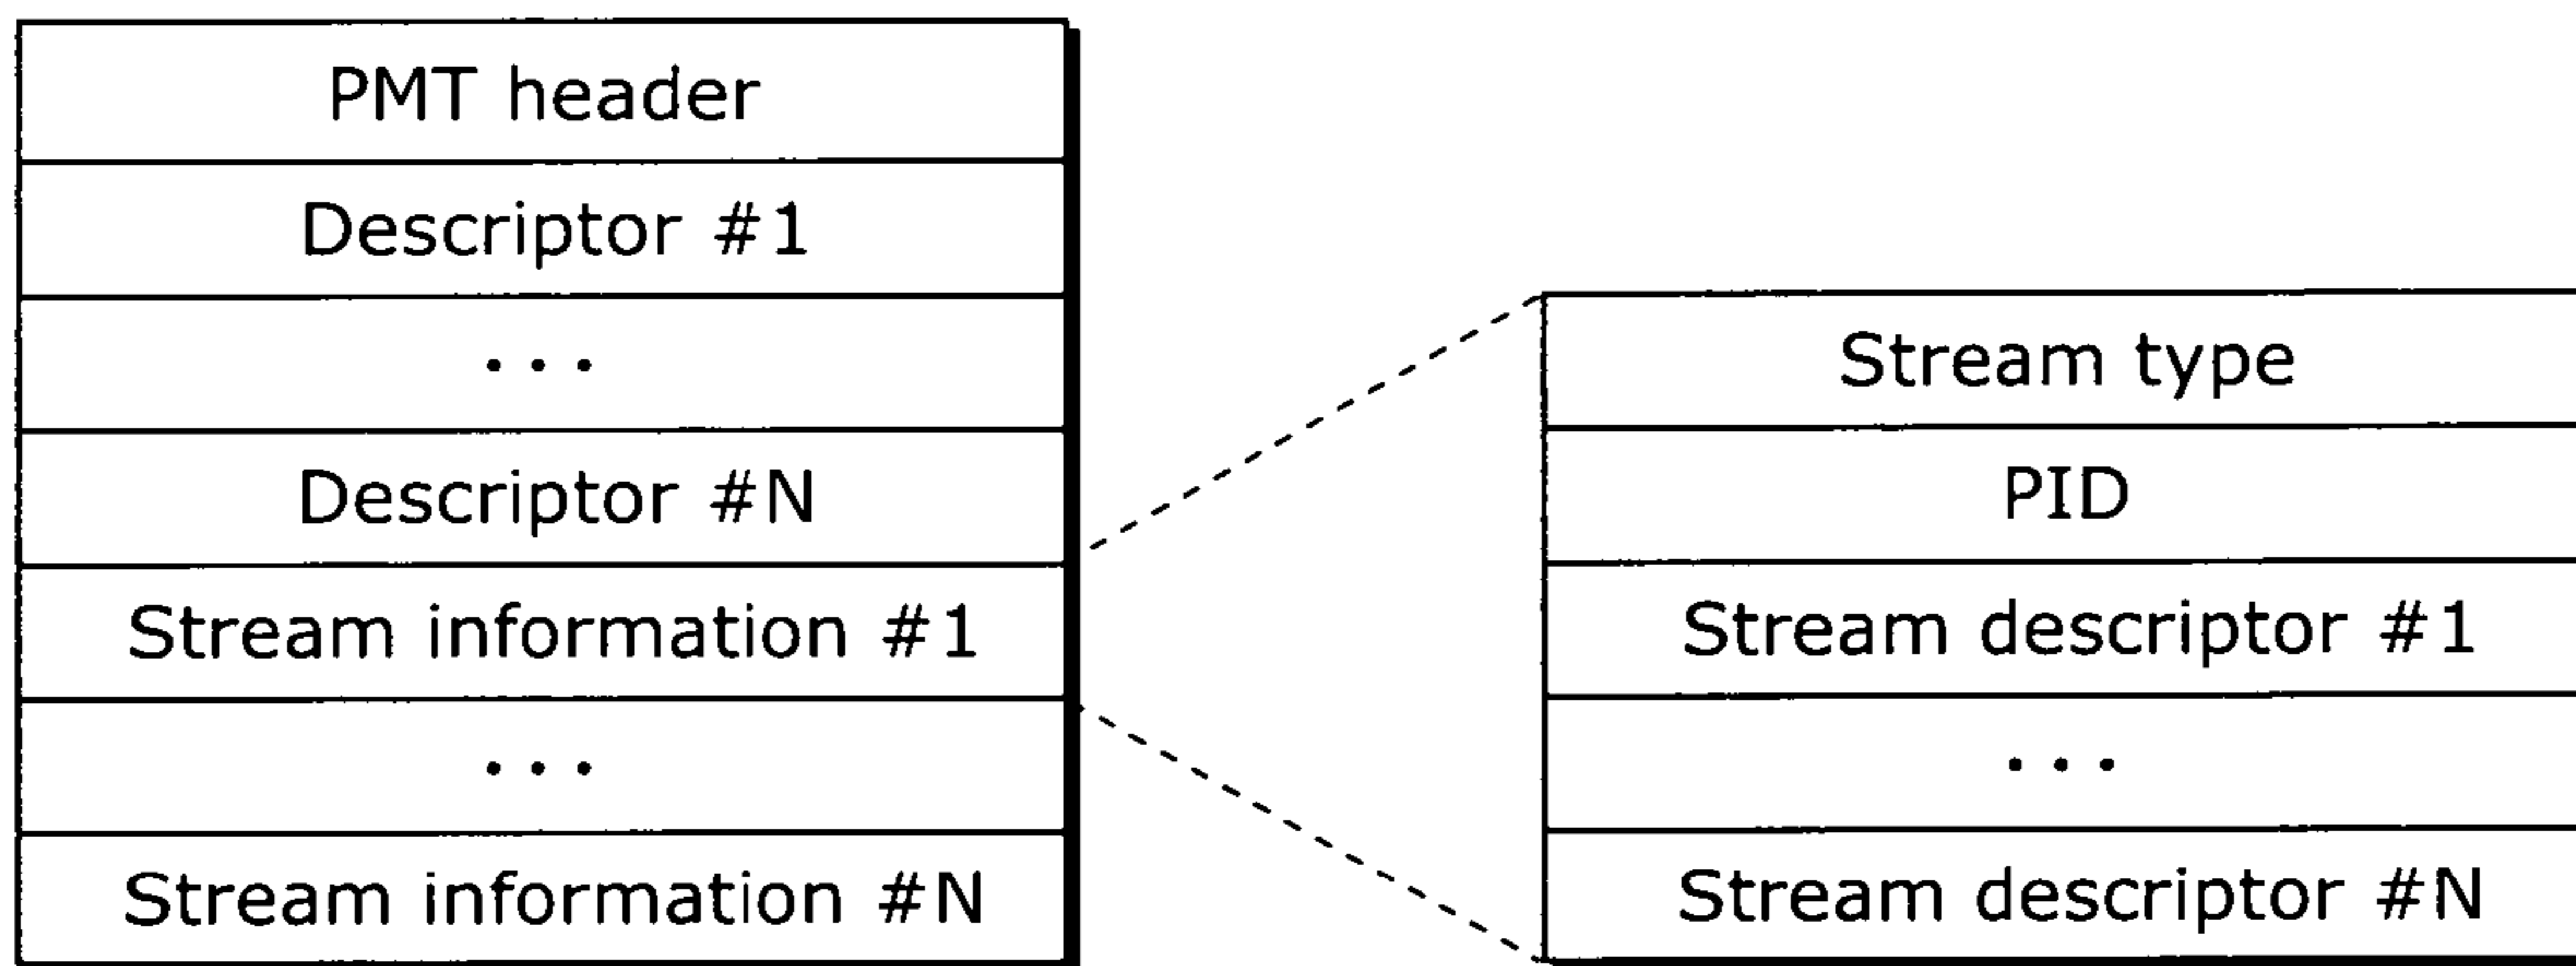 PMT header
Descriptor #1
...
Descriptor #N
Stream information #1
...
Stream information #N
Stream type
PID
Stream descriptor #1
...
Stream descriptor #N